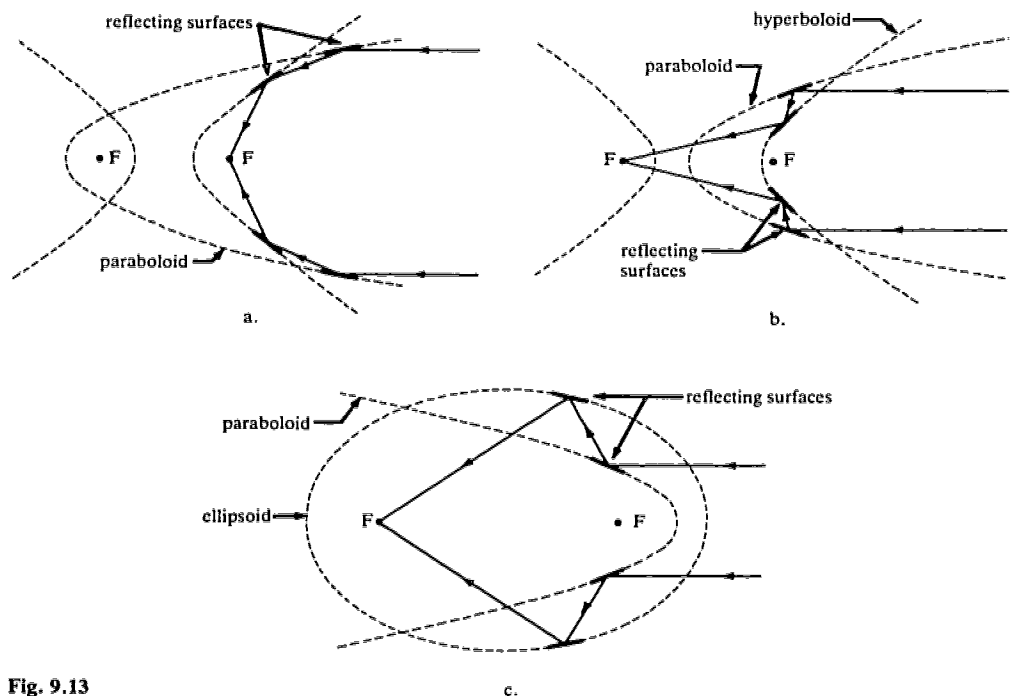 reflecting surfaces
F
F
paraboloid
a.
hyperboloid
paraboloid
F
F
reflecting
surfaces
b.
paraboloid
reflecting surfaces
ellipsoid
F
F
Fig. 9.13
c.